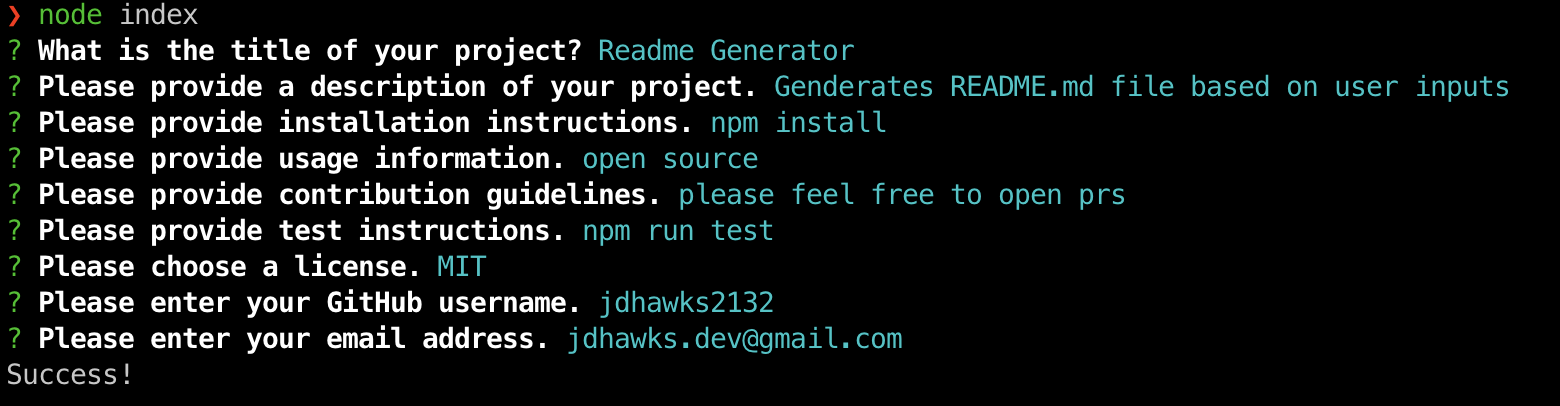 ❯ node index
? What is the title of your project? Readme Generator
? Please provide a description of your project. Genderates README.md file based on user inputs
? Please provide installation instructions. npm install
? Please provide usage information. open source
? Please provide contribution guidelines. please feel free to open prs
? Please provide test instructions. npm run test
? Please choose a license. MIT
? Please enter your GitHub username. jdhawks2132
? Please enter your email address. jdhawks.dev@gmail.com
Success!